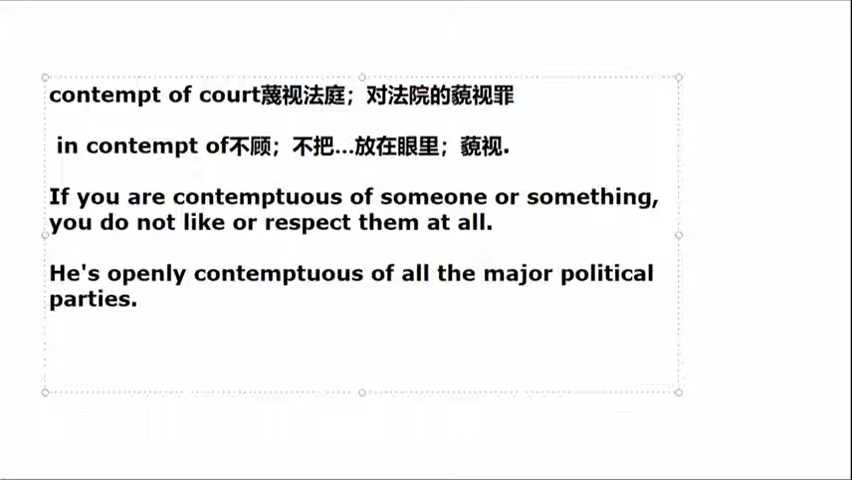 contempt of court蔑视法庭；对法院的藐视罪
in contempt of不顾；不把...放在眼里；藐视.
If you are contemptuous of someone or something,
you do not like or respect them at all.
He's openly contemptuous of all the major political
parties.